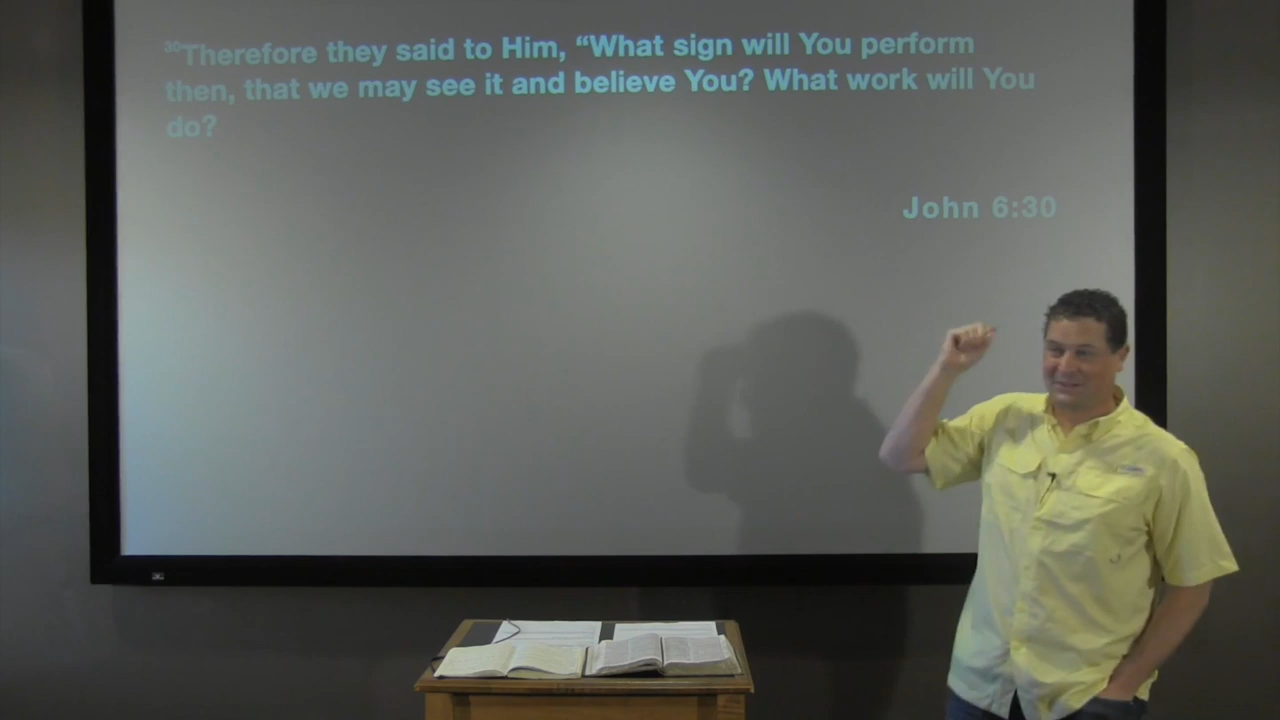 30Therefore they said to Him, “What sign will You perform
then, that we may see it and believe You? What work will You
do?
John 6:30